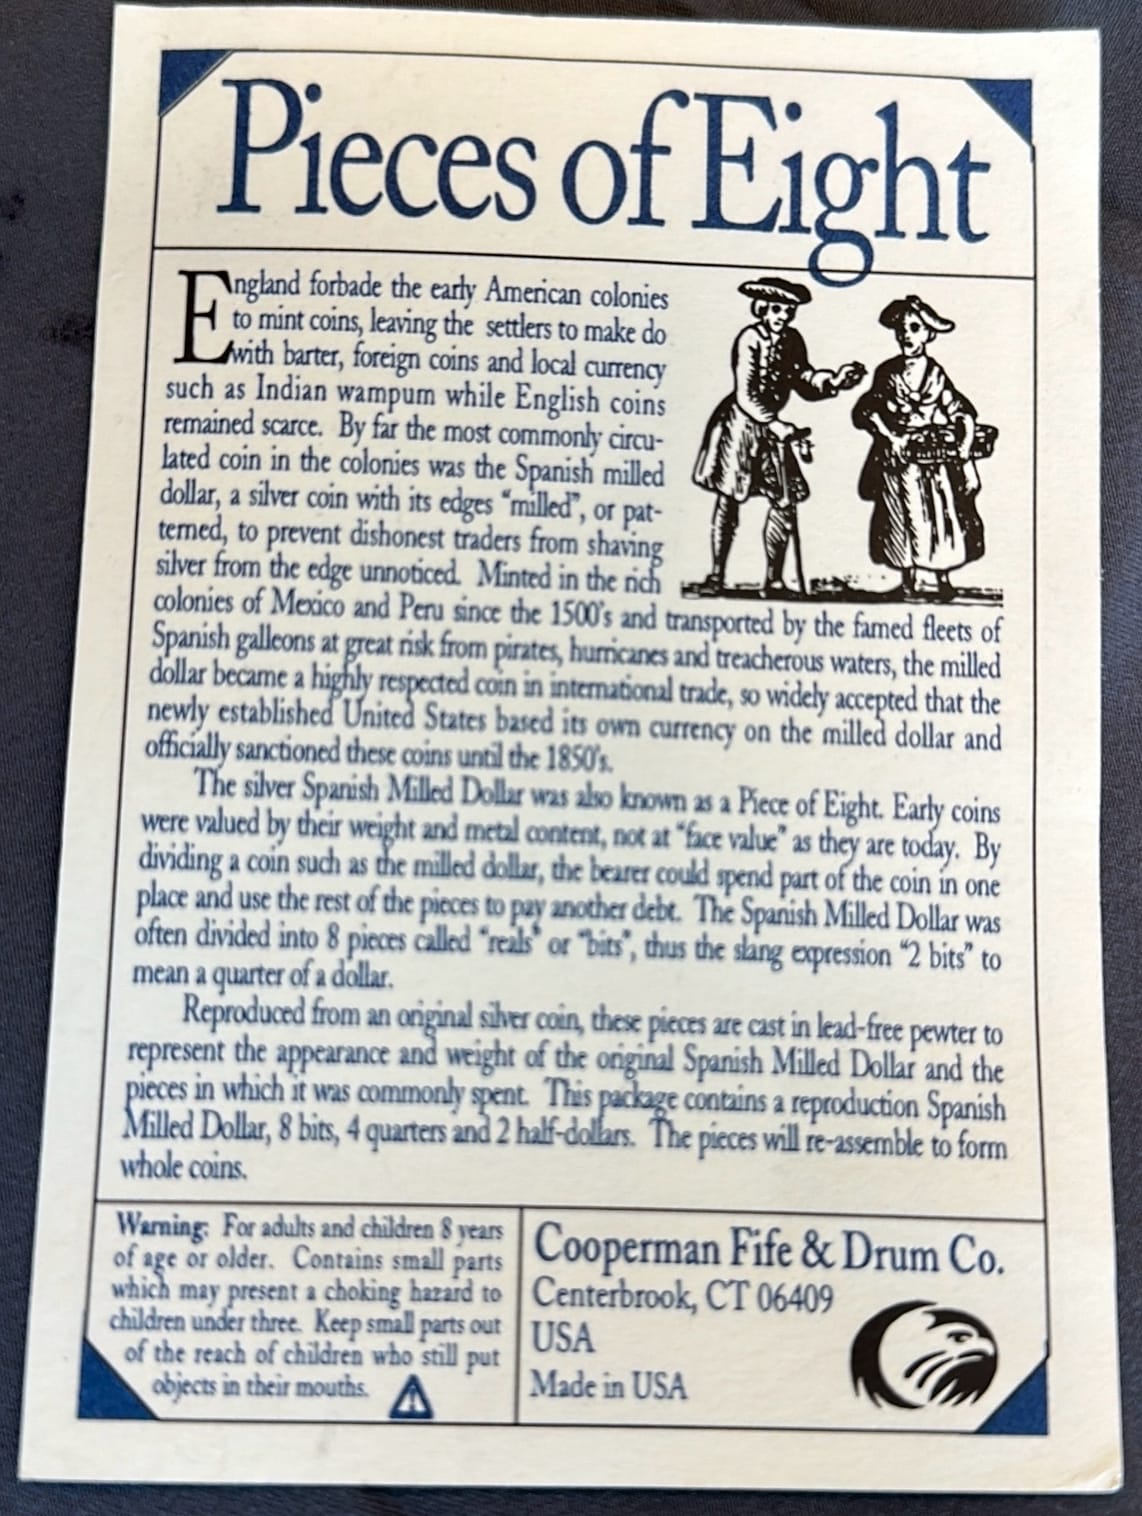 Pieces of Eight
England forbade the early American colonies
to mint coins, leaving the settlers to make do
with barter, foreign coins and local currency
such as Indian wampum while English coins
remained scarce. By far the most commonly circu-
lated coin in the colonies was the Spanish milled
dollar, a silver coin with its edges "milled", or pat-
terned, to prevent dishonest traders from shaving
silver from the edge unnoticed. Minted in the rich
colonies of Mexico and Peru since the 1500's and transported by the famed fleets of
Spanish galleons at great risk from pirates, hurricanes and treacherous waters, the milled
dollar became a highly respected coin in international trade, so widely accepted that the
newly established United States based its own currency on the milled dollar and
officially sanctioned these coins until the 1850's.
The silver Spanish Milled Dollar was also known as a Piece of Eight. Early coins
were valued by their weight and metal content, not at "face value" as they are today. By
dividing a coin such as the milled dollar, the bearer could spend part of the coin in one
place and use the rest of the pieces to pay another debt. The Spanish Milled Dollar was
often divided into 8 pieces called "reals" or "bits", thus the slang expression "2 bits" to
mean a quarter of a dollar.
Reproduced from an original silver coin, these pieces are cast in lead-free pewter to
represent the appearance and weight of the original Spanish Milled Dollar and the
pieces in which it was commonly spent. This package contains a reproduction Spanish
Milled Dollar, 8 bits, 4 quarters and 2 half-dollars. The pieces will re-assemble to form
whole coins.
Warning: For adults and children 8 years
of age or older. Contains small parts
which may present a choking hazard to
children under three. Keep small parts out
of the reach of children who still put
objects in their mouths.
Cooperman Fife & Drum Co.
Centerbrook, CT 06409
USA
Made in USA